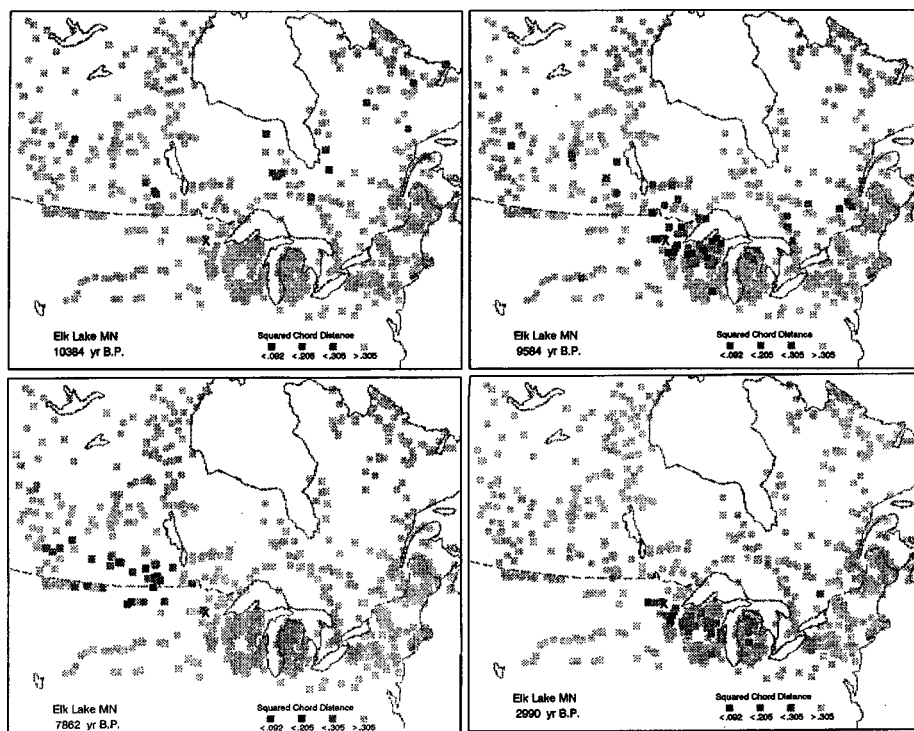 Elk Lake MN
10384 yr B.P.
Squared Chord Distance
<.092 <.205 <.305 >.305
Elk Lake MN
9584 yr B.P.
Squared Chord Distance
<.092 <.205 <.305 >.305
Elk Lake MN
7862 yr B.P.
Squared Chord Distance
<.092 <.205 <.305 >.305
Elk Lake MN
2990 yr B.P.
Squared Chord Distance
<.092 <.205 <.305 >.305
X
X
X
X